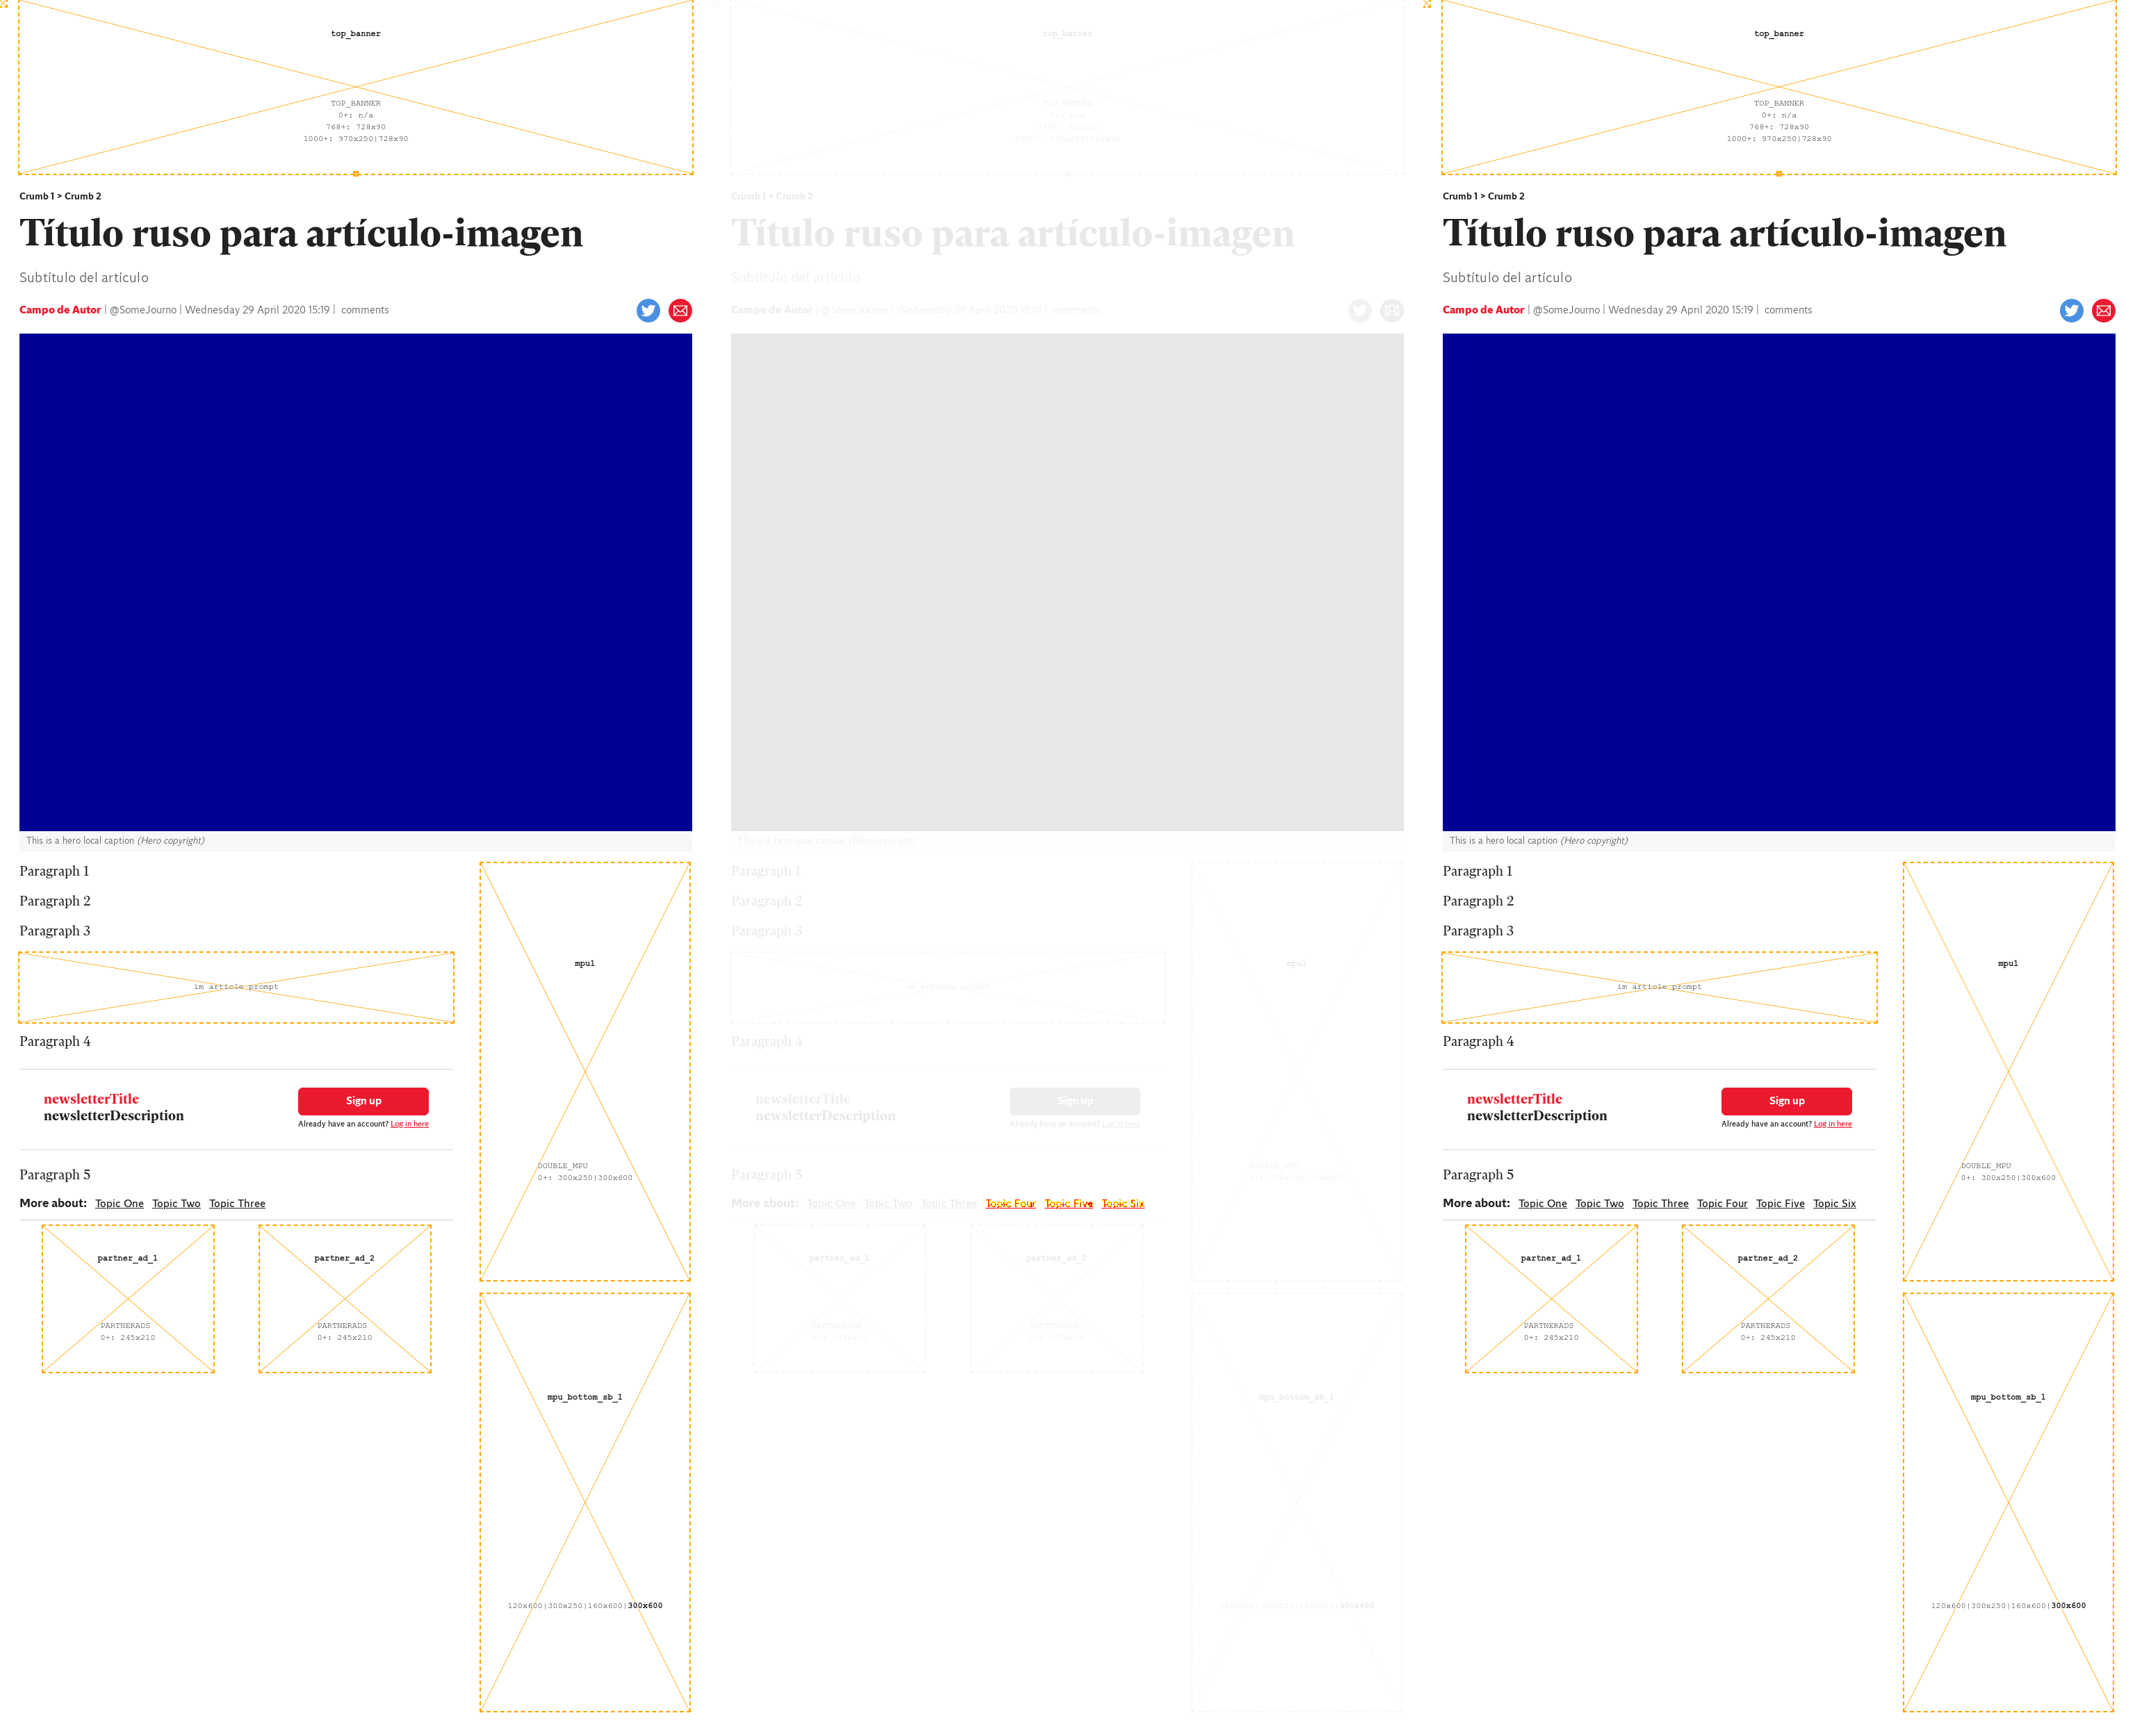 top_banner
TOP_BANNER
0+: n/a
768+: 728x90
1000+: 970x250|728x90
Crumb 1 > Crumb 2
Título ruso para artículo-imagen
Subtítulo del artículo
Campo de Autor | @SomeJourno | Wednesday 29 April 2020 15:19 | comments
This is a hero local caption (Hero copyright)
Paragraph 1
Paragraph 2
Paragraph 3
im_article_prompt
Paragraph 4
newsletterTitle
newsletterDescription
Sign up
Already have an account? Log in here
Paragraph 5
More about: Topic One Topic Two Topic Three
partner_ad_1
PARTNERADS
0+: 245x210
partner_ad_2
PARTNERADS
0+: 245x210
mpu1
DOUBLE_MPU
0+: 300x250|300x600
mpu_bottom_sb_1
120x600|300x250|160x600|300x600
top_banner
TOP_BANNER
0+: n/a
768+: 728x90
1000+: 970x250|728x90
Crumb 1 > Crumb 2
Título ruso para artículo-imagen
Subtítulo del artículo
Campo de Autor | @SomeJourno | Wednesday 29 April 2020 15:19 | comments
This is a hero local caption (Hero copyright)
Paragraph 1
Paragraph 2
Paragraph 3
im_article_prompt
Paragraph 4
newsletterTitle
newsletterDescription
Sign up
Already have an account? Log in here
Paragraph 5
More about: Topic One Topic Two Topic Three Topic Four Topic Five Topic Six
partner_ad_1
PARTNERADS
0+: 245x210
partner_ad_2
PARTNERADS
0+: 245x210
mpu1
DOUBLE_MPU
0+: 300x250|300x600
mpu_bottom_sb_1
120x600|300x250|160x600|300x600
top_banner
TOP_BANNER
0+: n/a
768+: 728x90
1000+: 970x250|728x90
Crumb 1 > Crumb 2
Título ruso para artículo-imagen
Subtítulo del artículo
Campo de Autor | @SomeJourno | Wednesday 29 April 2020 15:19 | comments
This is a hero local caption (Hero copyright)
Paragraph 1
Paragraph 2
Paragraph 3
im_article_prompt
Paragraph 4
newsletterTitle
newsletterDescription
Sign up
Already have an account? Log in here
Paragraph 5
More about: Topic One Topic Two Topic Three Topic Four Topic Five Topic Six
partner_ad_1
PARTNERADS
0+: 245x210
partner_ad_2
PARTNERADS
0+: 245x210
mpu1
DOUBLE_MPU
0+: 300x250|300x600
mpu_bottom_sb_1
120x600|300x250|160x600|300x600